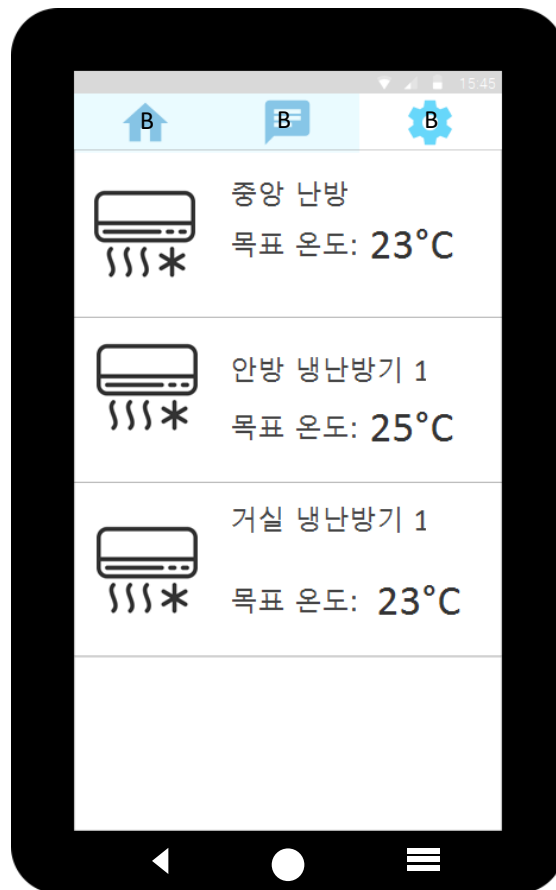 15:45
B
B
B
중앙 난방
목표 온도: 23°C
안방 냉난방기 1
목표 온도: 25°C
거실 냉난방기 1
목표 온도: 23°C